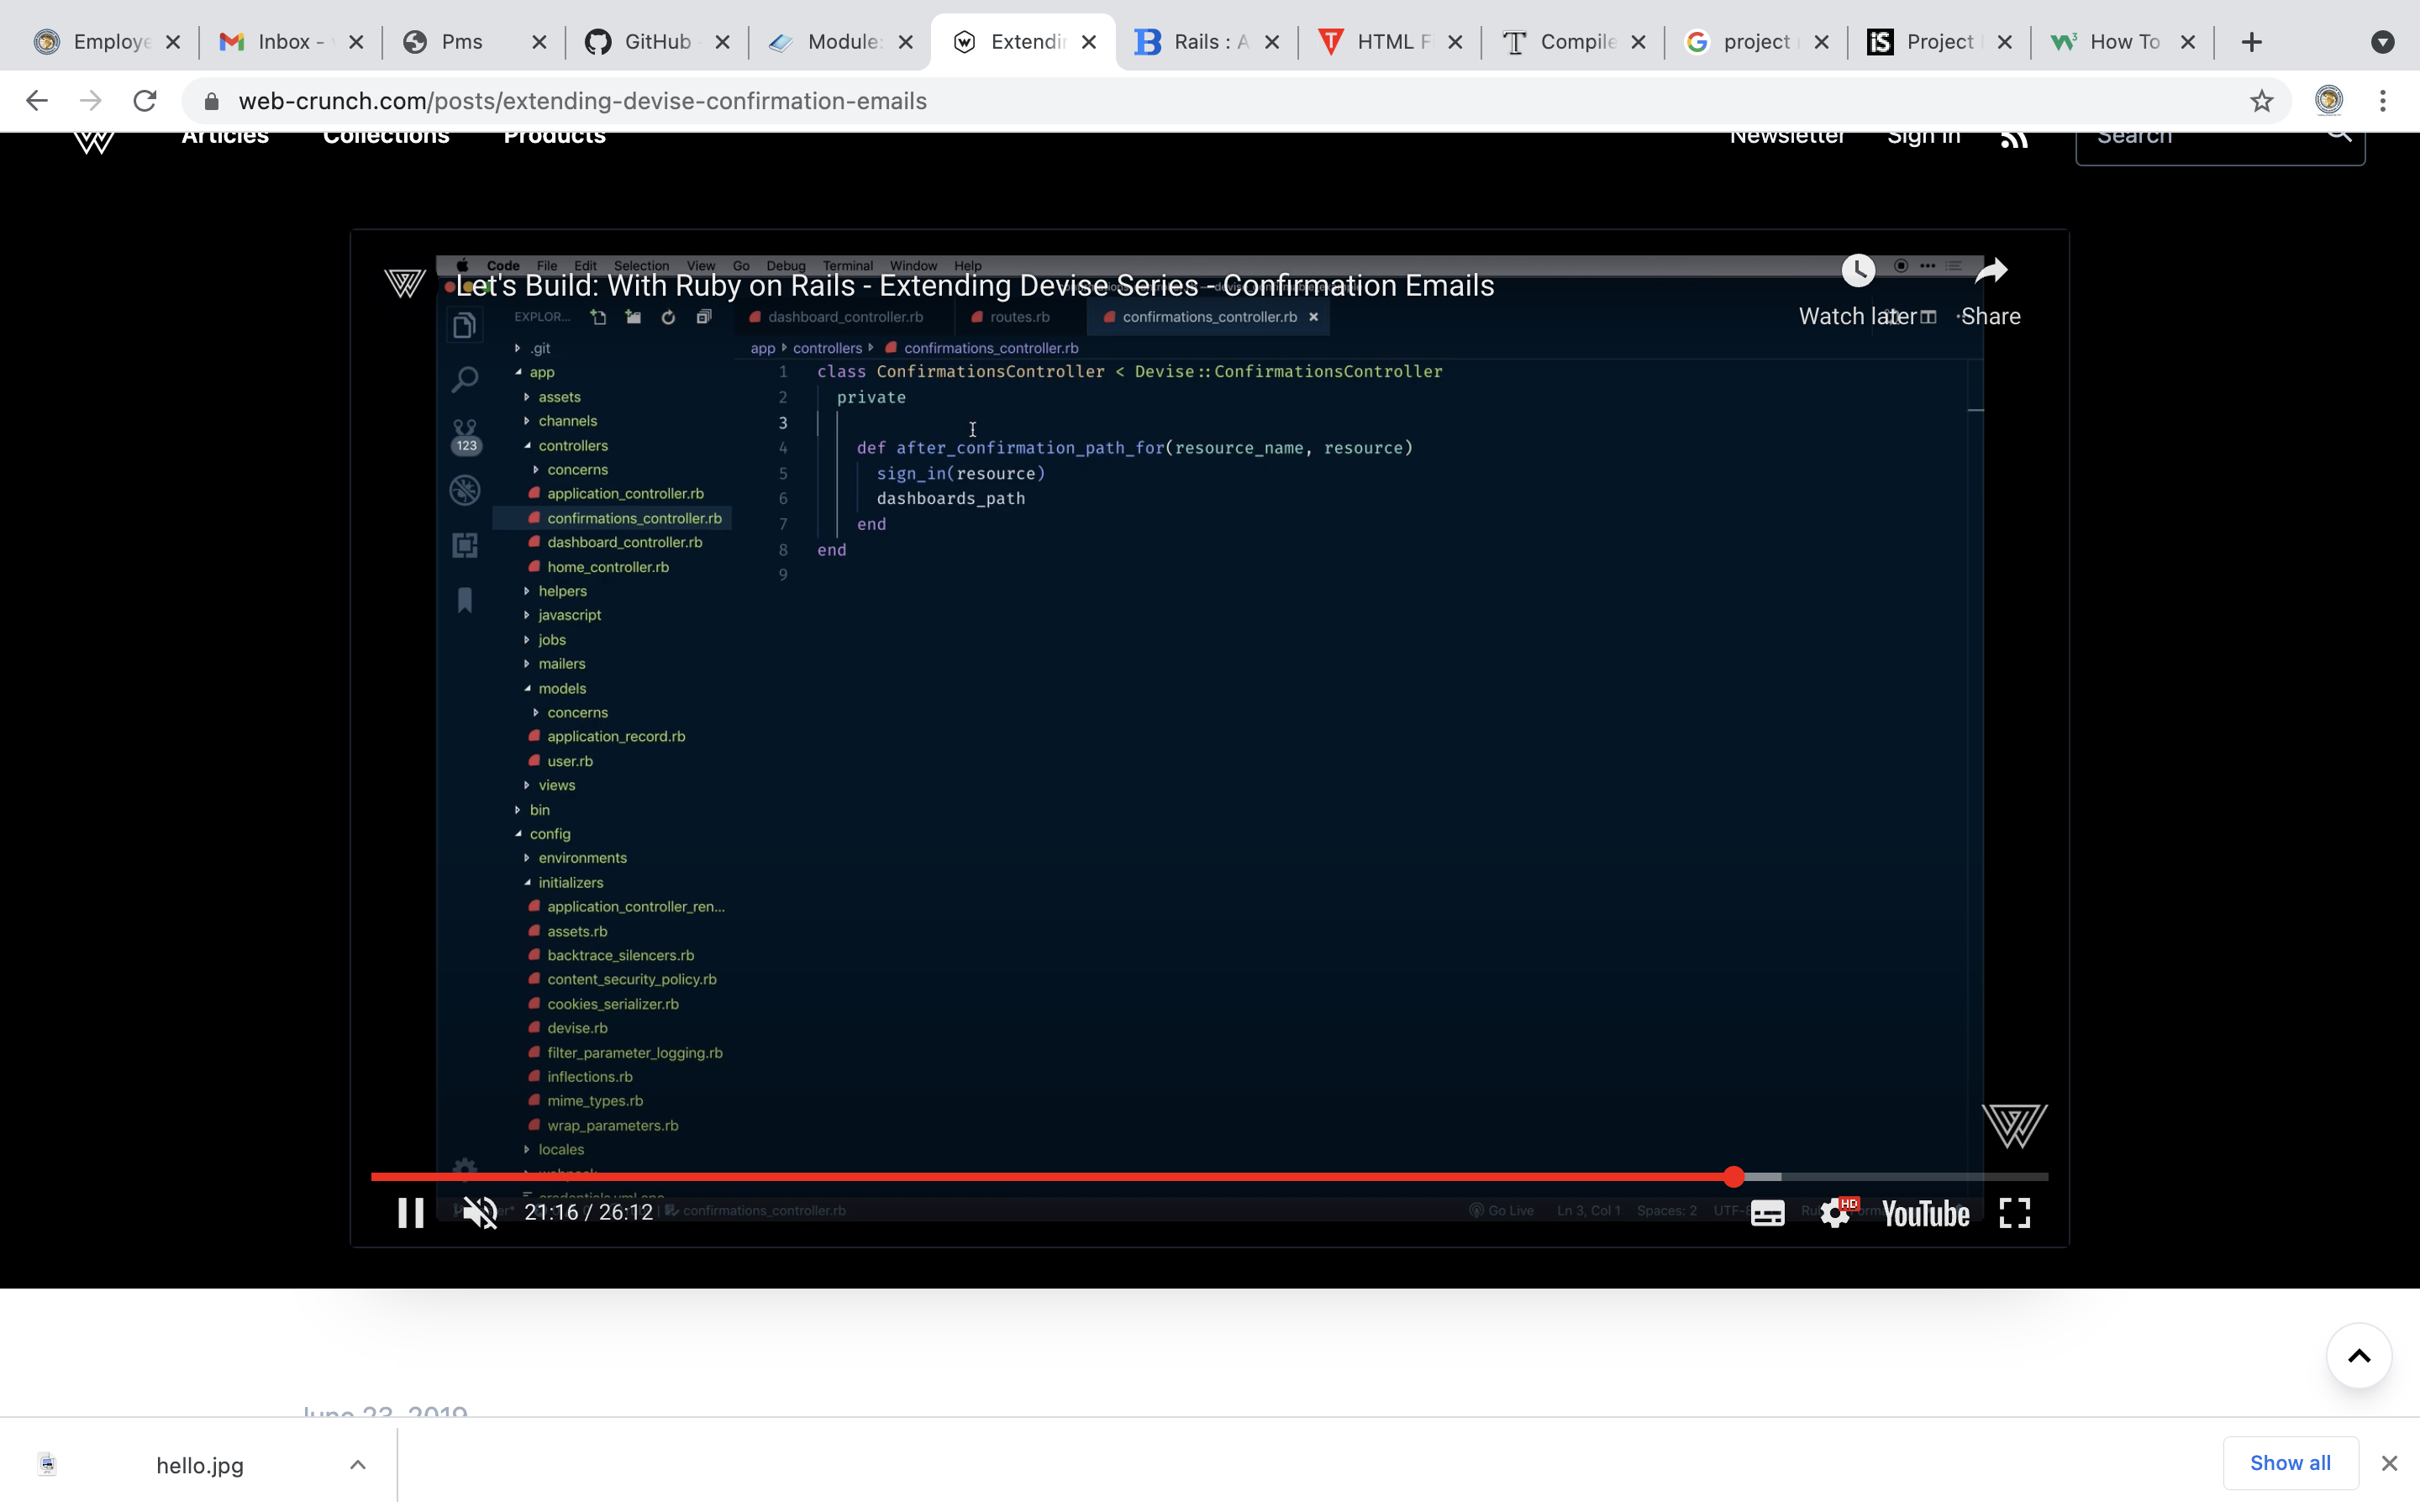 Employe
Inbox -
Pms
GitHub
Module:
Extendin
Rails : A
HTML F
Compile
project
Project
How To
web-crunch.com/posts/extending-devise-confirmation-emails
Articles Collections Products Newsletter Sign in Search
Code File Edit Selection View Go Debug Terminal Window Help
Let's Build: With Ruby on Rails - Extending Devise Series - Confirmation Emails
Watch later Share
EXPLOR...
dashboard_controller.rb routes.rb confirmations_controller.rb
app controllers confirmations_controller.rb
123
.git
app
assets
channels
controllers
concerns
application_controller.rb
confirmations_controller.rb
dashboard_controller.rb
home_controller.rb
helpers
javascript
jobs
mailers
models
concerns
application_record.rb
user.rb
views
bin
config
environments
initializers
application_controller_ren...
assets.rb
backtrace_silencers.rb
content_security_policy.rb
cookies_serializer.rb
devise.rb
filter_parameter_logging.rb
inflections.rb
mime_types.rb
wrap_parameters.rb
locales
1 class ConfirmationsController < Devise::ConfirmationsController
2 private
3
4 def after_confirmation_path_for(resource_name, resource)
5 sign_in(resource)
6 dashboards_path
7 end
8 end
9
21:16 / 26:12
confirmations_controller.rb
Go Live Ln 3, Col 1 Spaces: 2
HD
YouTube
June 23, 2019
hello.jpg
Show all